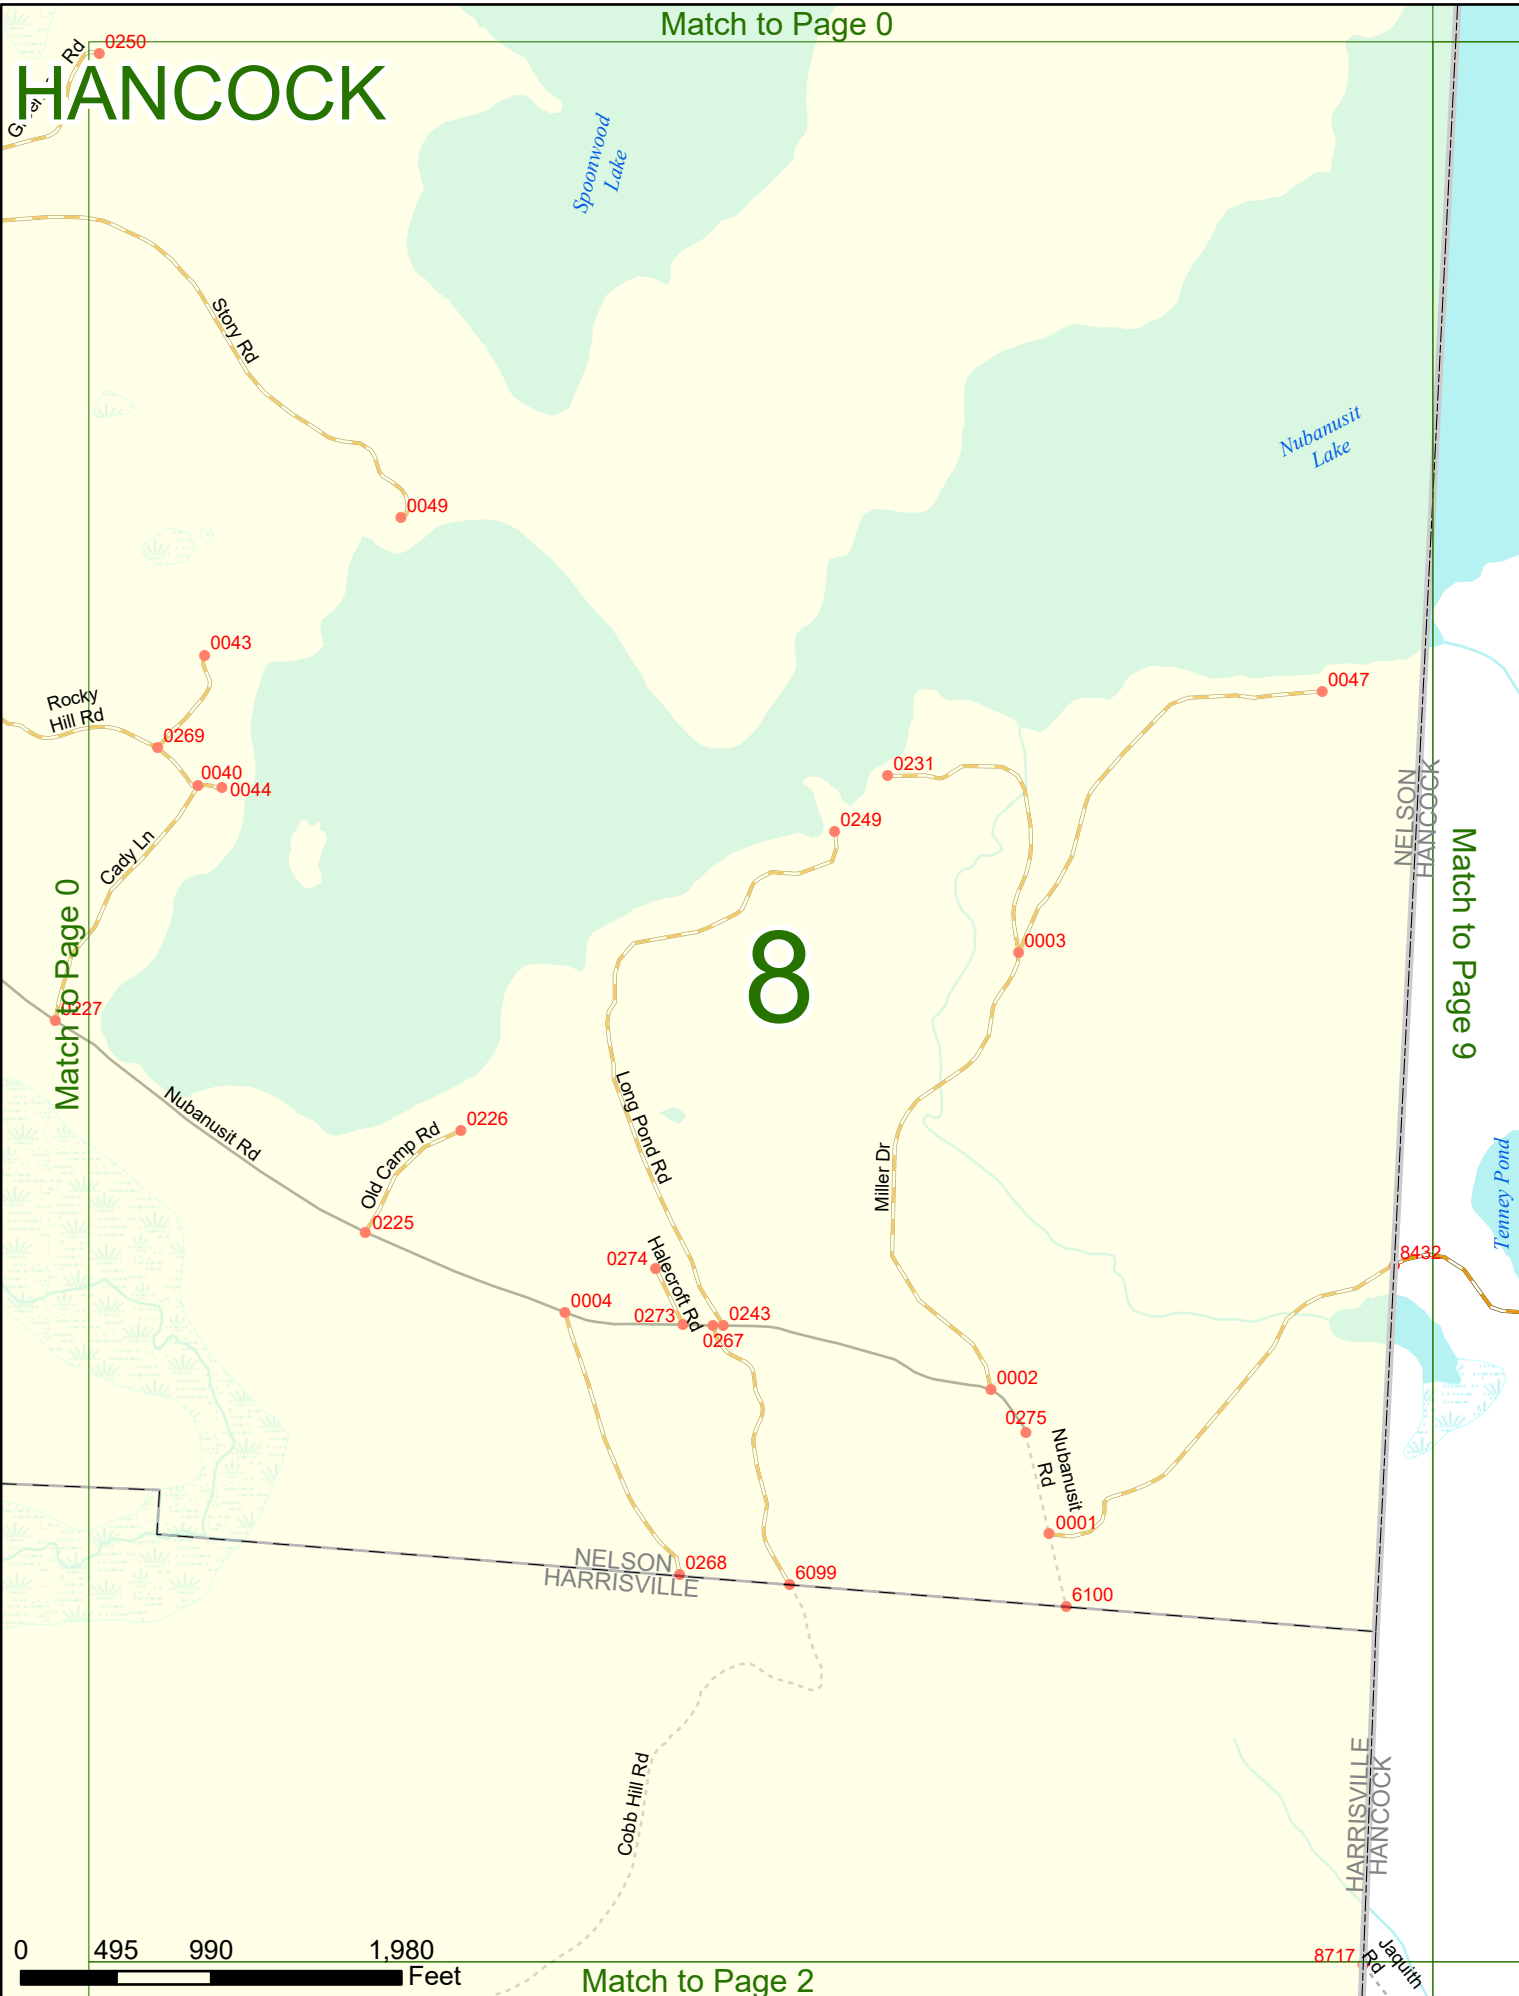 Match to Page 0
0250
Rd
HANCOCK
Spoonwood
Lake
Story Rd
Nubanusit
Lake
0049
0043
Rocky
Hill Rd
0047
0269
0231
0040
0044
NELSON
HANCOCK
0249
Cady Ln
Match to Page 9
Match to Page 0
8
0003
0227
Nubanusit Rd
Long Pond Rd
Old Camp Rd
0226
Miller Dr
Tenney Pond
0225
Halecroft Rd
0274
8432
0004
0273
0243
0267
0002
0275
Nubanusit
Rd
0001
NELSON
HARRISVILLE
0268
6099
6100
Cobb Hill Rd
HARRISVILLE
HANCOCK
0 495 990 1,980
Feet
8717
Jaquith
Rd
Match to Page 2